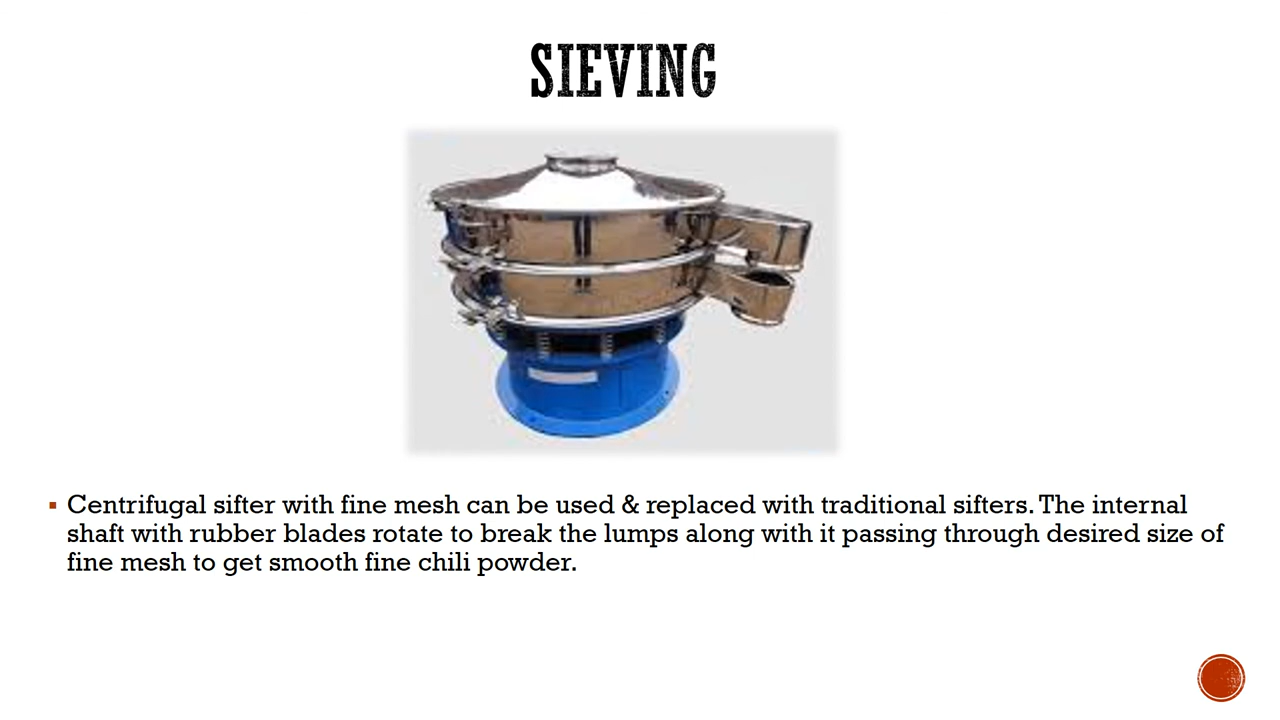 SIEVING
Centrifugal sifter with fine mesh can be used & replaced with traditional sifters. The internal
shaft with rubber blades rotate to break the lumps along with it passing through desired size of
fine mesh to get smooth fine chili powder.